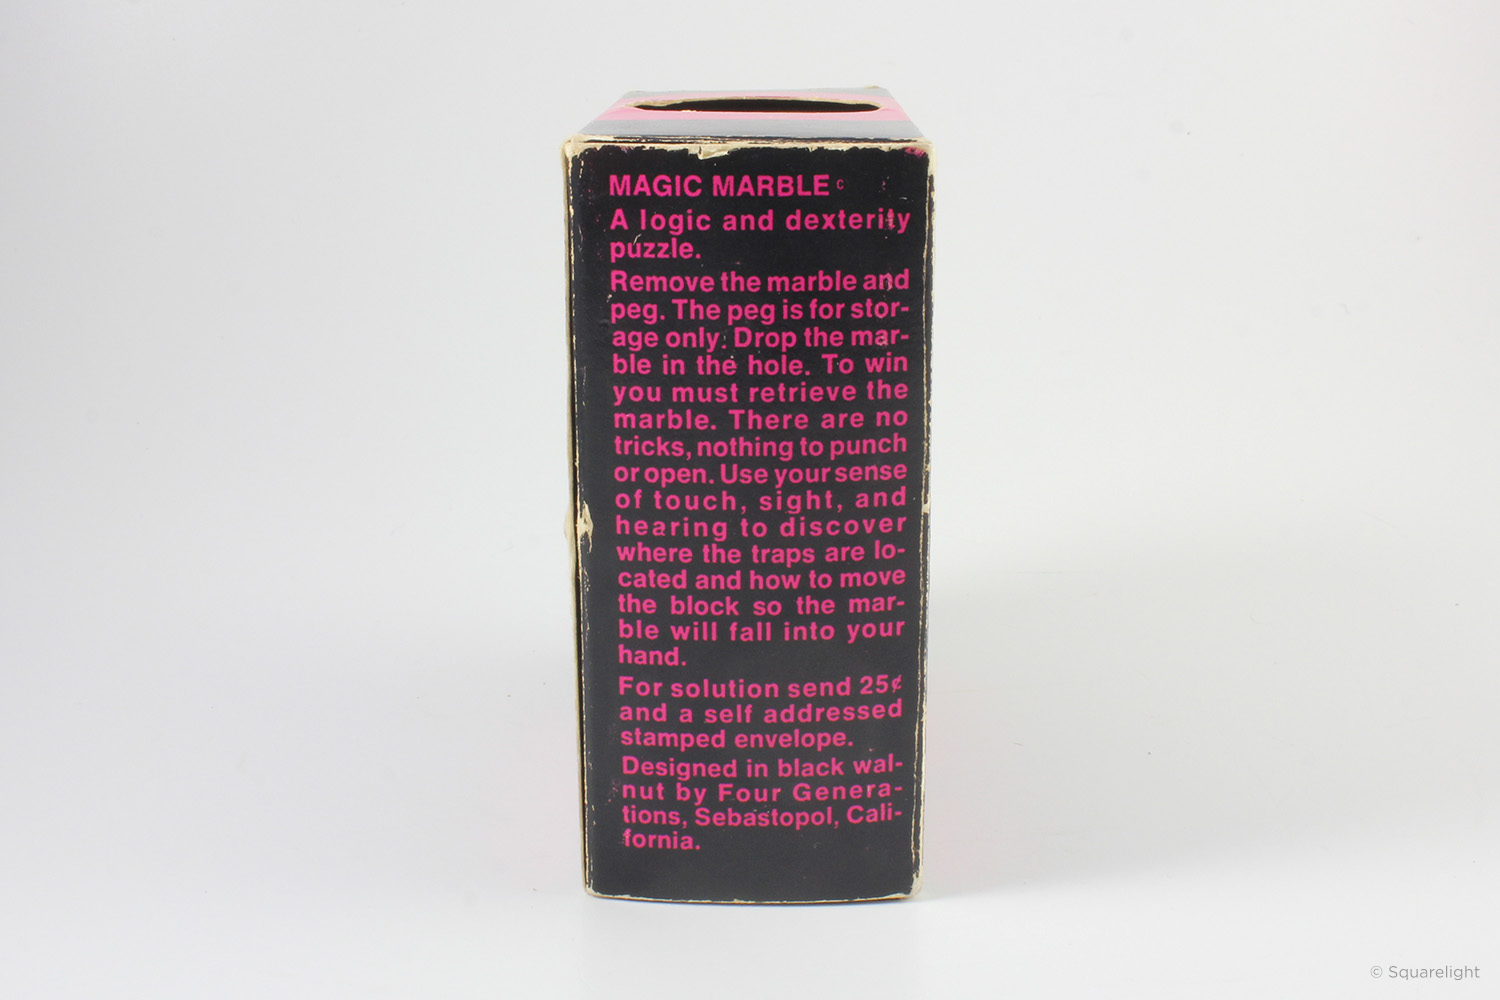 MAGIC MARBLE c
A logic and dexterity
puzzle.
Remove the marble and
peg. The peg is for stor-
age only. Drop the mar-
ble in the hole. To win
you must retrieve the
marble. There are no
tricks, nothing to punch
or open. Use your sense
of touch, sight, and
hearing to discover
where the traps are lo-
cated and how to move
the block so the mar-
ble will fall into your
hand.
For solution send 25¢
and a self addressed
stamped envelope.
Designed in black wal-
nut by Four Genera-
tions, Sebastopol, Cali-
fornia.
© Squarelight